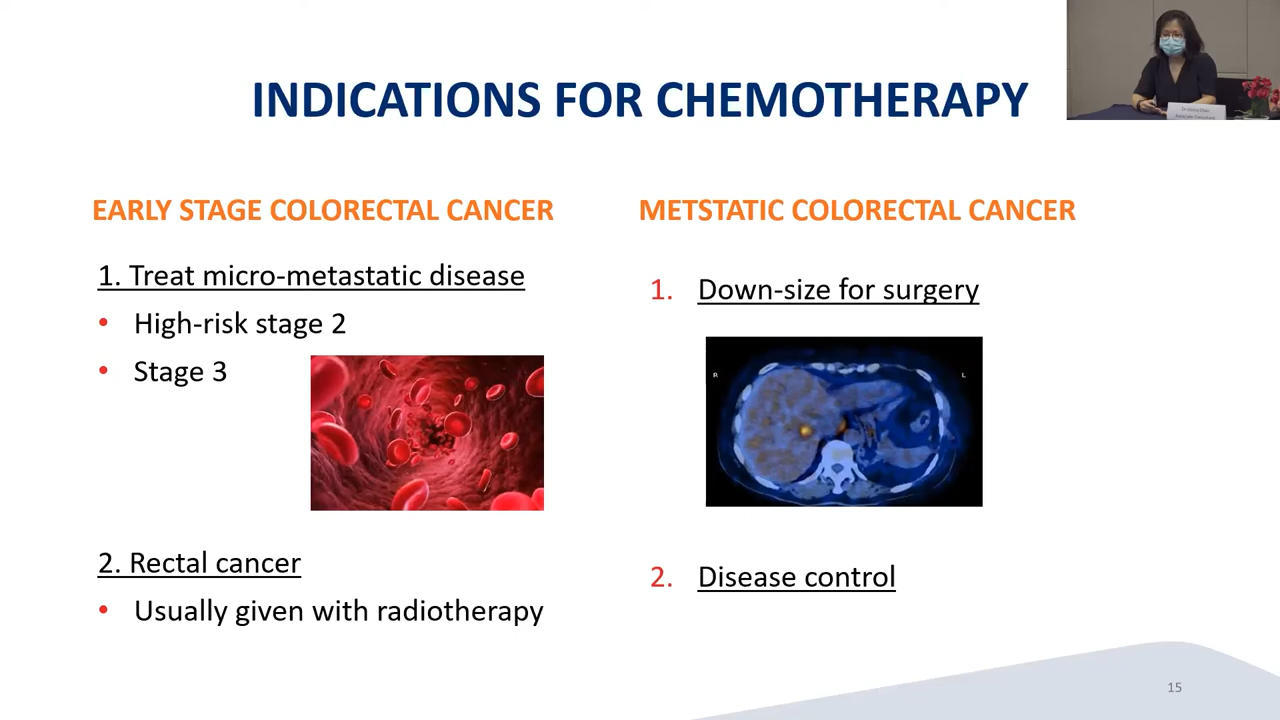 INDICATIONS FOR CHEMOTHERAPY
EARLY STAGE COLORECTAL CANCER
1. Treat micro-metastatic disease
• High-risk stage 2
• Stage 3
2. Rectal cancer
• Usually given with radiotherapy
METSTATIC COLORECTAL CANCER
1. Down-size for surgery
R
L
2. Disease control
15